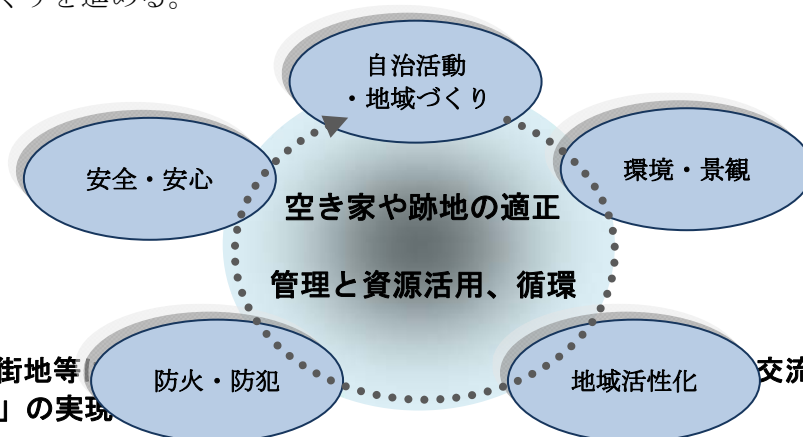 くりを進める。
自治活動
・地域づくり
安全・安心
環境・景観
空き家や跡地の適正
管理と資源活用、循環
街地等
交流
防火・防犯
地域活性化
」の実現